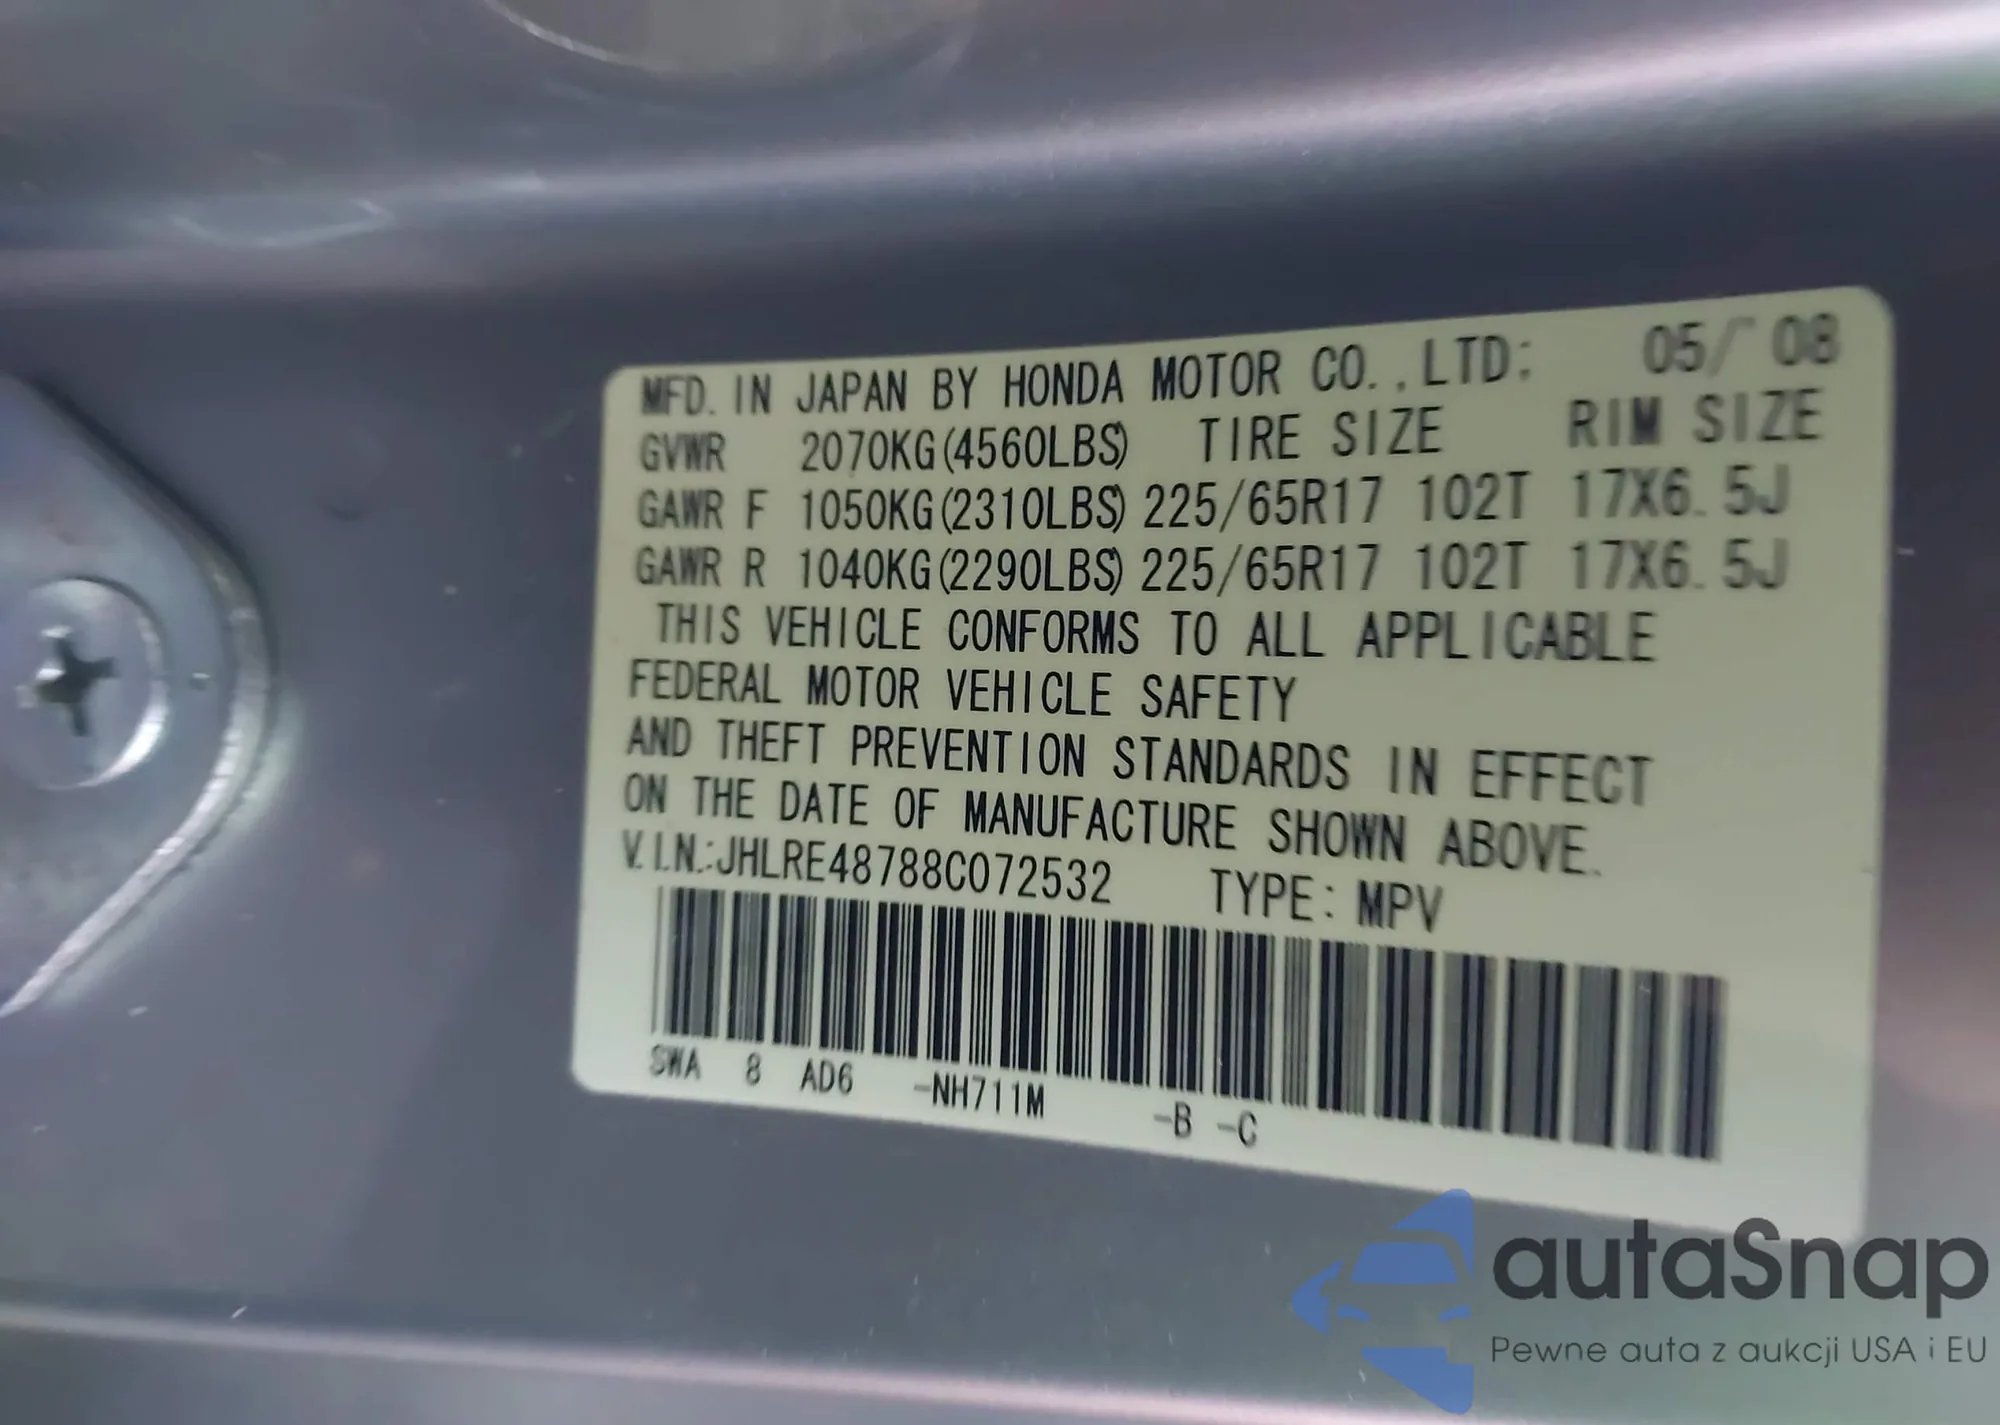 MFD. IN JAPAN BY HONDA MOTOR CO.,LTD: 05/'08
GVWR 2070KG(4560LBS) TIRE SIZE RIM SIZE
GAWR F 1050KG(2310LBS) 225/65R17 102T 17X6.5J
GAWR R 1040KG(2290LBS) 225/65R17 102T 17X6.5J
THIS VEHICLE CONFORMS TO ALL APPLICABLE
FEDERAL MOTOR VEHICLE SAFETY
AND THEFT PREVENTION STANDARDS IN EFFECT
ON THE DATE OF MANUFACTURE SHOWN ABOVE.
V.I.N.:JHLRE48788C072532 TYPE: MPV
SWA 8 AD6 -NH711M -B -C
autaSnap
Pewne auta z aukcji USA i EU